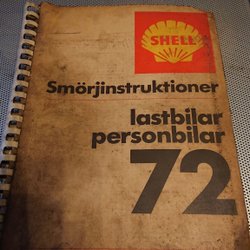 SHELL
Smörjinstruktioner
lastbilar
personbilar
72